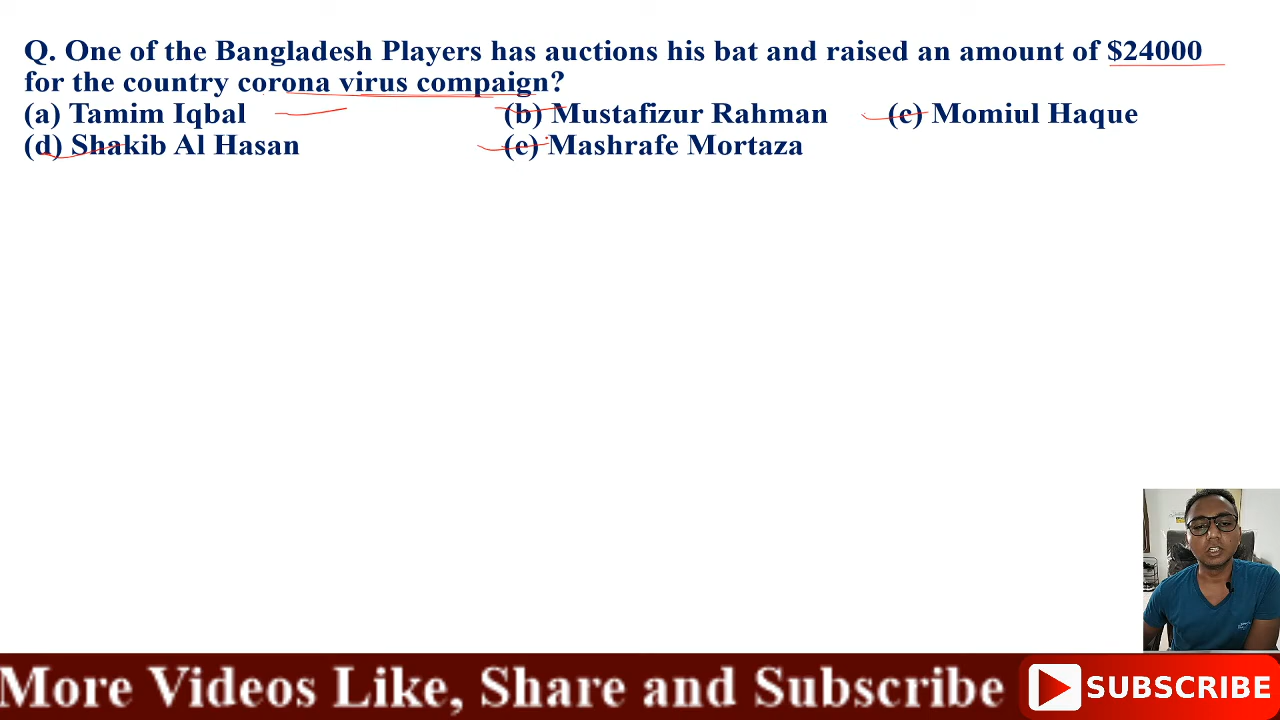 Q. One of the Bangladesh Players has auctions his bat and raised an amount of $24000
for the country corona virus compaign?
(a) Tamim Iqbal (b) Mustafizur Rahman (c) Momiul Haque
(d) Shakib Al Hasan (e) Mashrafe Mortaza
More Videos Like, Share and Subscribe SUBSCRIBE